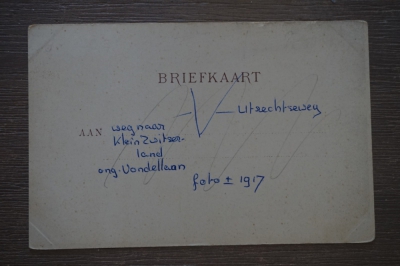 BRIEFKAART
Utrechtseweg
AAN weg naar
Klein Zwitser-
land
ong. Vondellaan
foto ± 1917